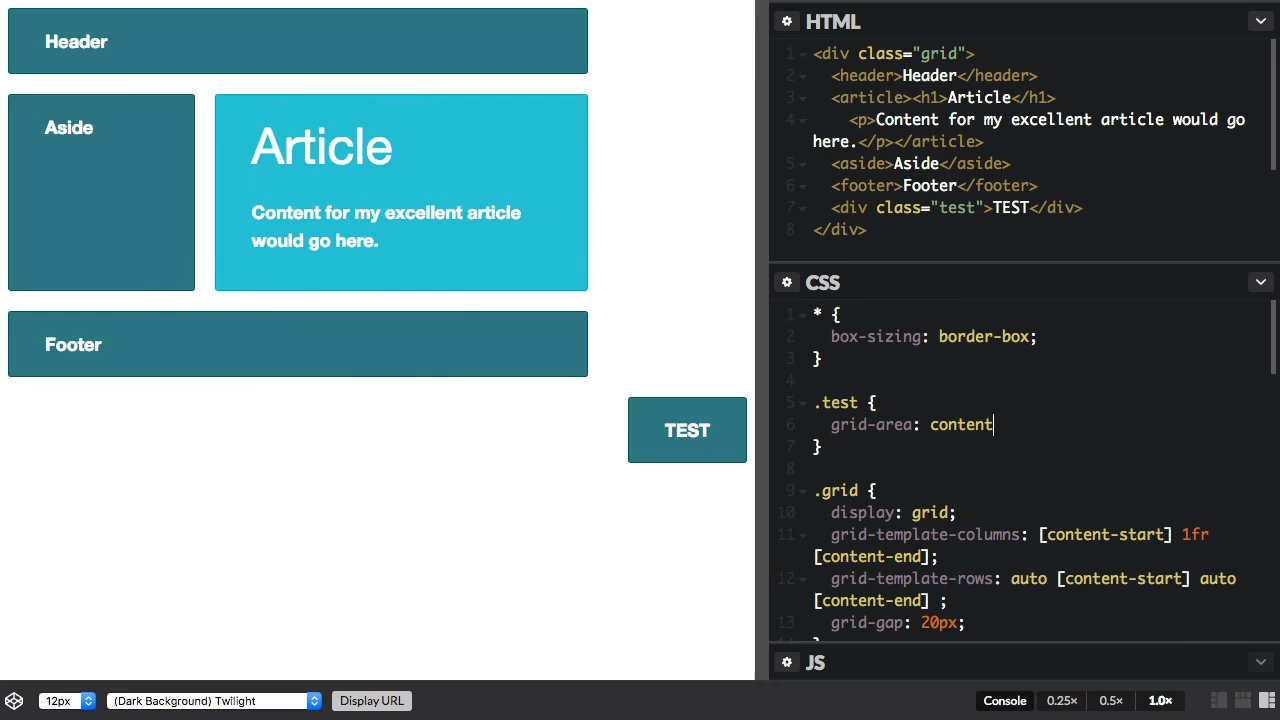 Header
Aside
Article
Content for my excellent article
would go here.
Footer
TEST
HTML
1 <div class="grid">
2 <header>Header</header>
3 <article><h1>Article</h1>
4 <p>Content for my excellent article would go
here.</p></article>
5 <aside>Aside</aside>
6 <footer>Footer</footer>
7 <div class="test">TEST</div>
8 </div>
CSS
1 * {
2 box-sizing: border-box;
3 }
4
5 .test {
6 grid-area: content
7 }
8
9 .grid {
10 display: grid;
11 grid-template-columns: [content-start] 1fr
[content-end];
12 grid-template-rows: auto [content-start] auto
[content-end] ;
13 grid-gap: 20px;
JS
12px (Dark Background) Twilight Display URL Console 0.25× 0.5× 1.0×